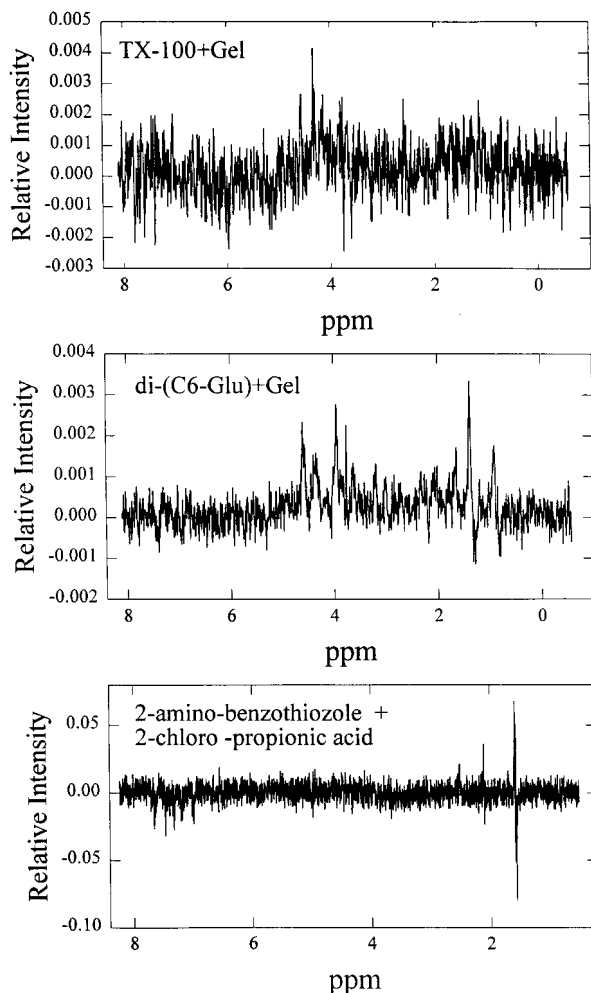 TX-100+Gel
Relative Intensity
0.005
0.004
0.003
0.002
0.001
0.000
-0.001
-0.002
-0.003
8 6 4 2 0
ppm
di-(C6-Glu)+Gel
Relative Intensity
0.004
0.003
0.002
0.001
0.000
-0.001
-0.002
8 6 4 2 0
ppm
2-amino-benzothiozole +
2-chloro -propionic acid
Relative Intensity
0.05
0.00
-0.05
-0.10
8 6 4 2
ppm